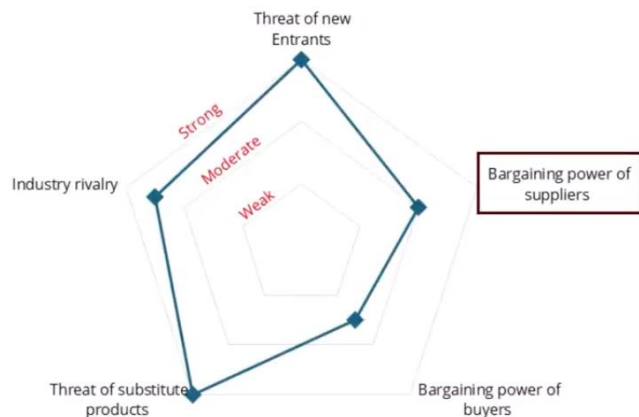 Threat of new
Entrants
Strong
Moderate
Weak
Industry rivalry
Bargaining power of
suppliers
Threat of substitute
products
Bargaining power of
buyers